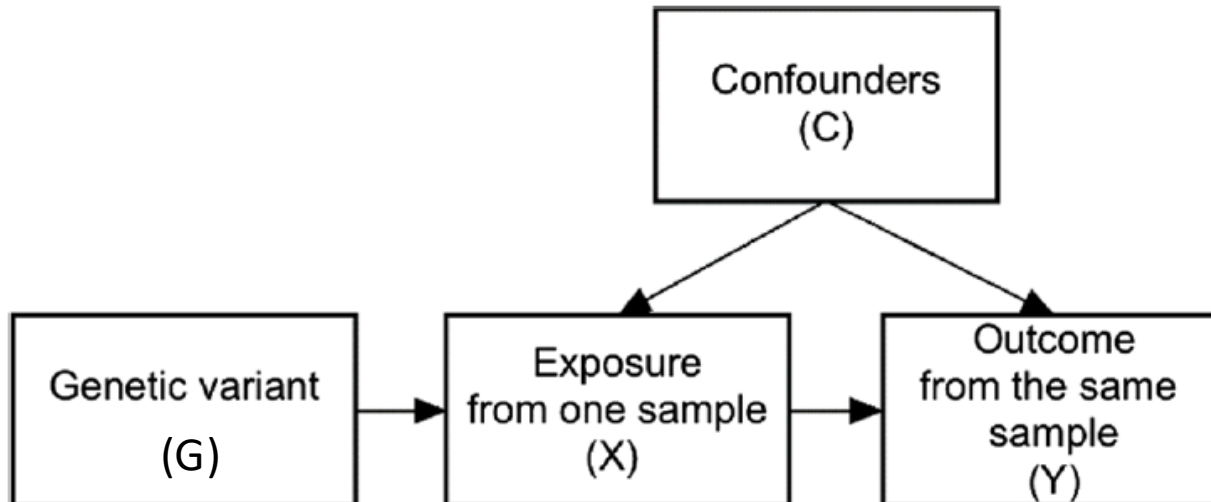 Confounders
(C)
Genetic variant
(G)
Exposure
from one sample
(X)
Outcome
from the same
sample
(Y)